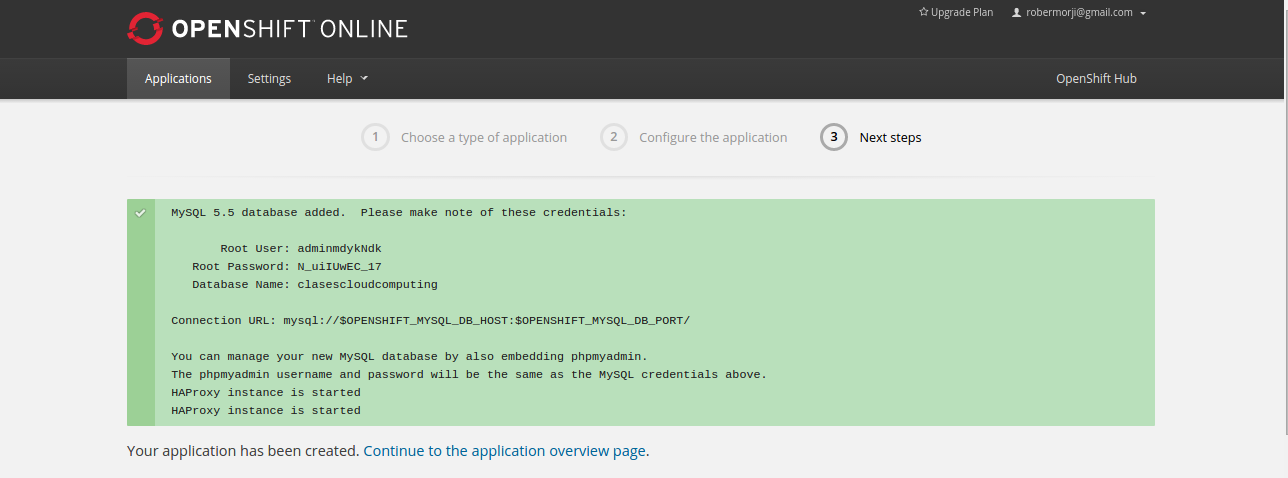 OPENSHIFT ONLINE
Upgrade Plan robermorji@gmail.com
Applications Settings Help OpenShift Hub
1 Choose a type of application 2 Configure the application 3 Next steps
MySQL 5.5 database added.  Please make note of these credentials:
Root User: adminmdykNdk
Root Password: N_uiIUwEC_17
Database Name: clasescloudcomputing
Connection URL: mysql://$OPENSHIFT_MYSQL_DB_HOST:$OPENSHIFT_MYSQL_DB_PORT/
You can manage your new MySQL database by also embedding phpmyadmin.
The phpmyadmin username and password will be the same as the MySQL credentials above.
HAProxy instance is started
HAProxy instance is started
Your application has been created. Continue to the application overview page.